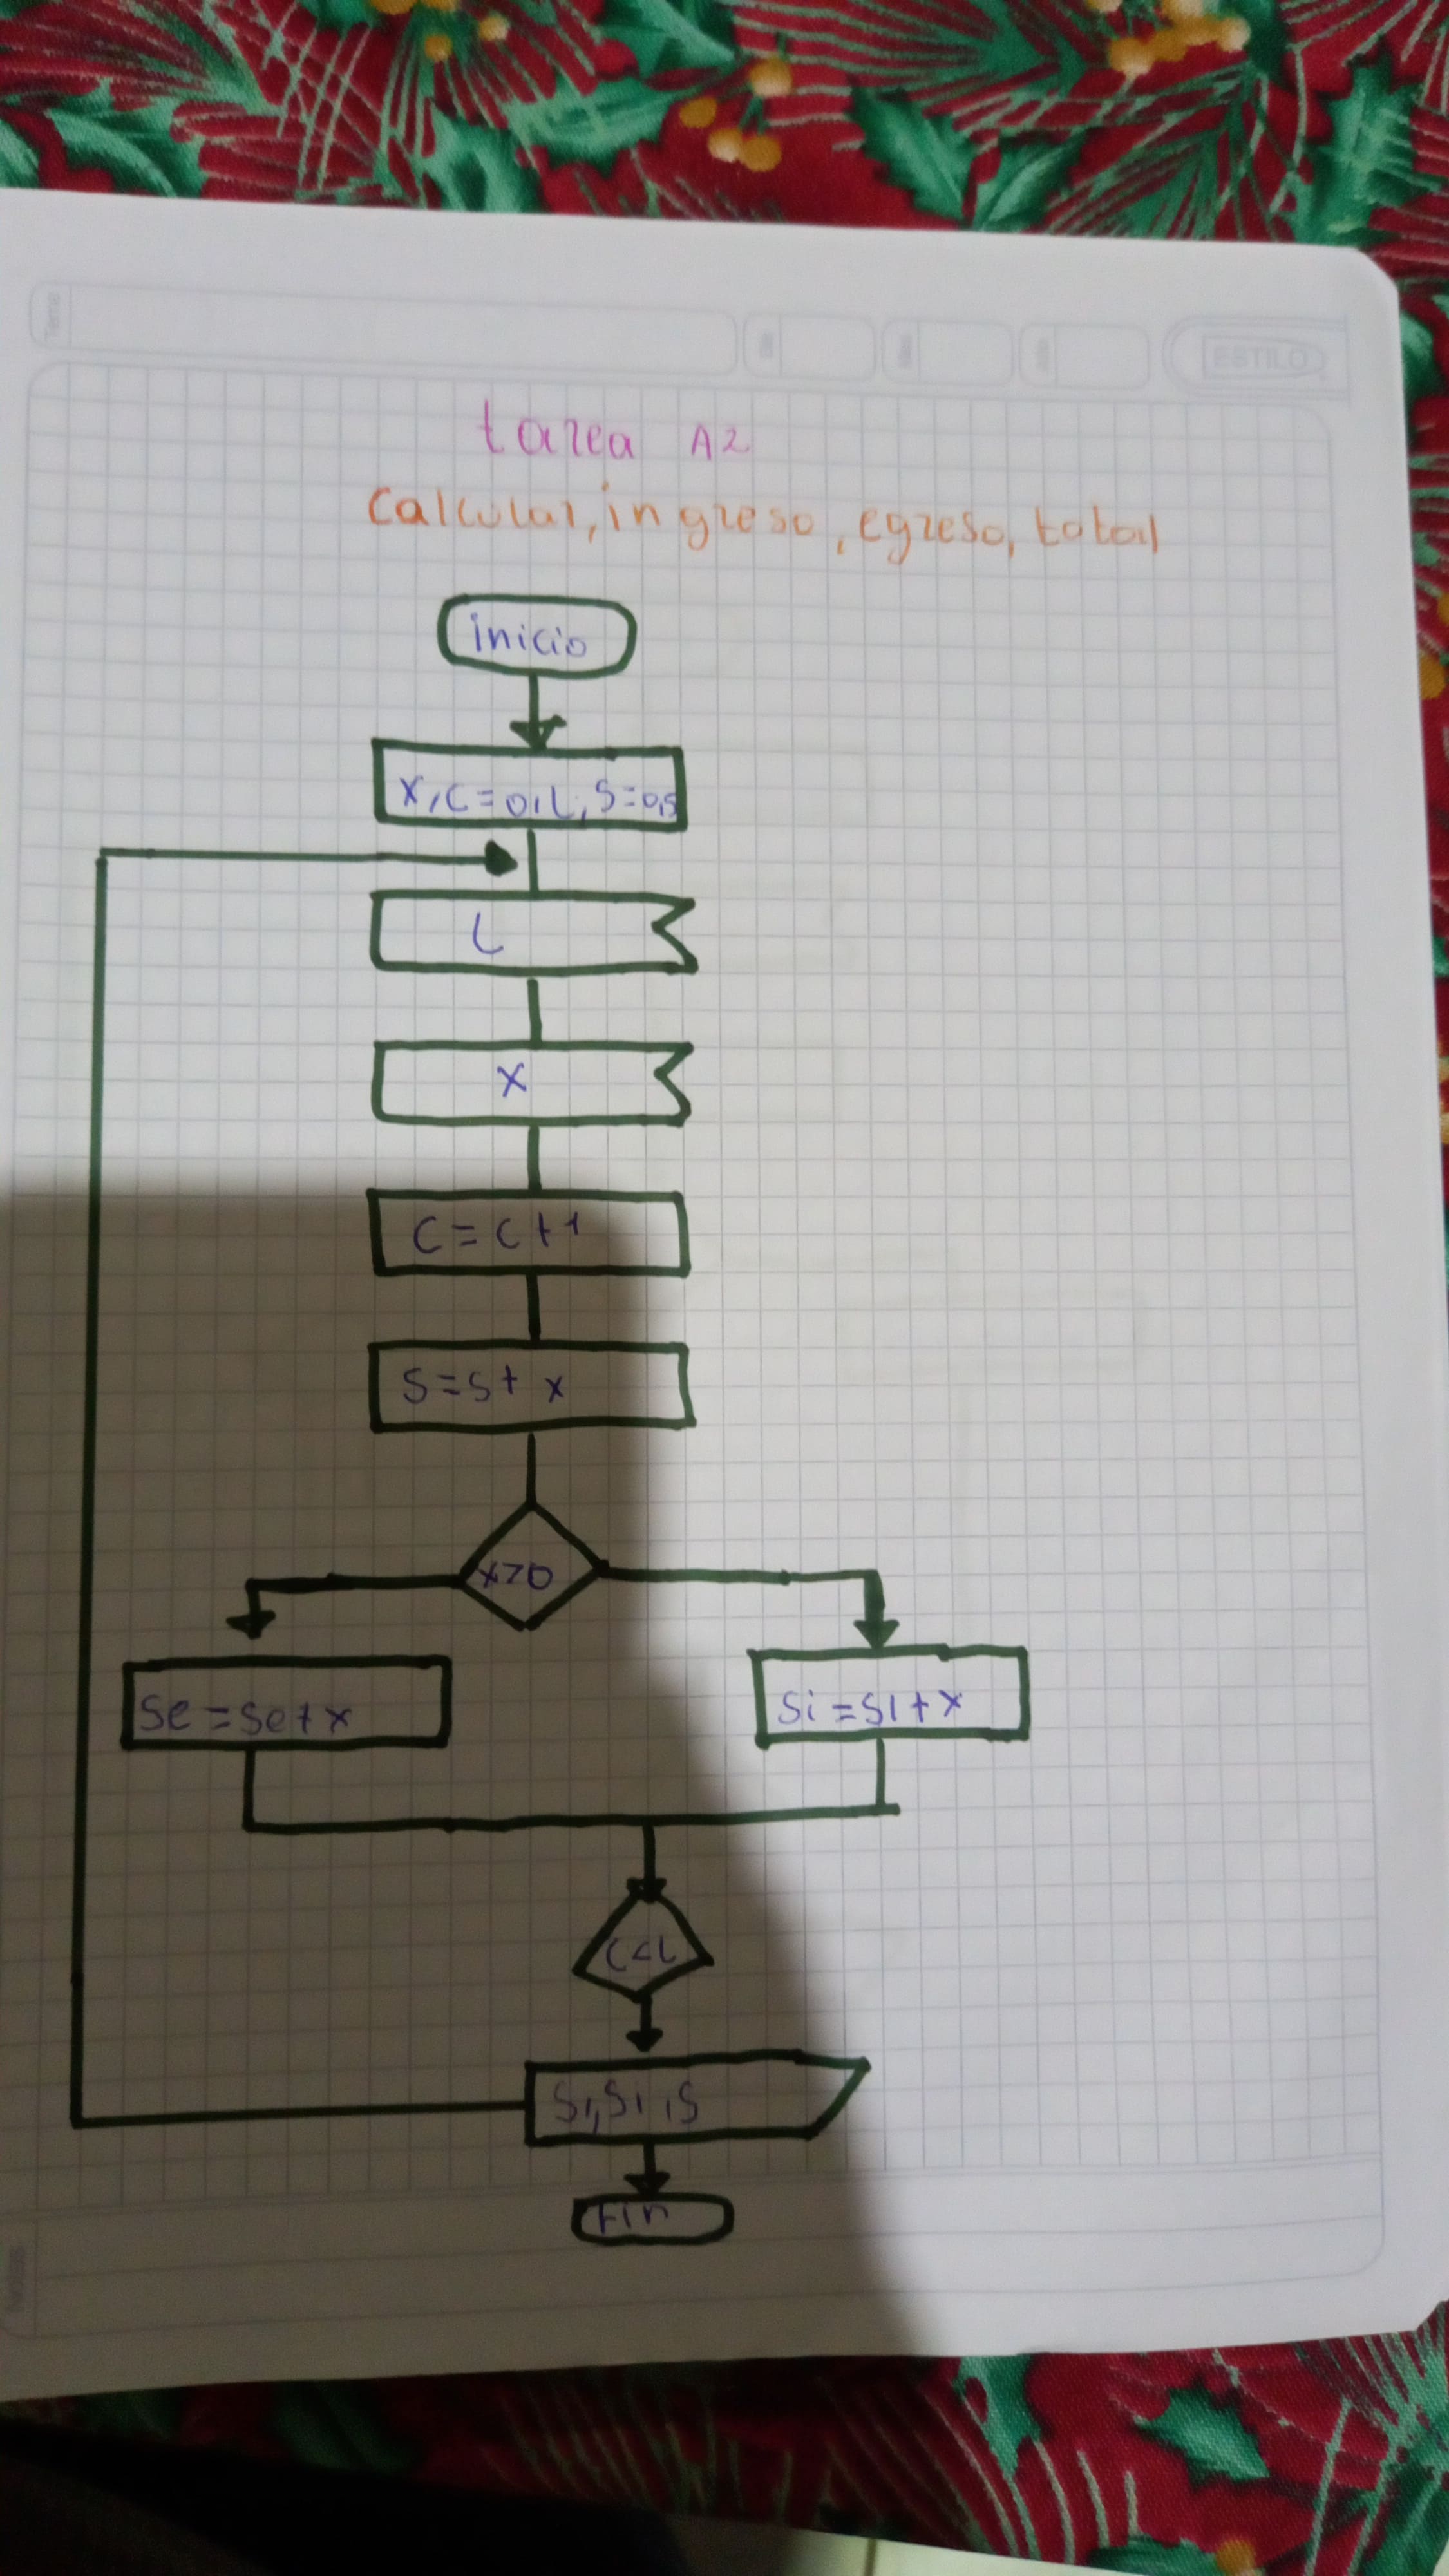 ESTILO
tarea A2
Calcular, ingreso, egreso, total
inicio
X, C=0, L, S=0, S
L
X
C=C+1
S=S+ x
x>0
Se=Se+x
Si=Si+x
C<L
Si, Si, S
Fin